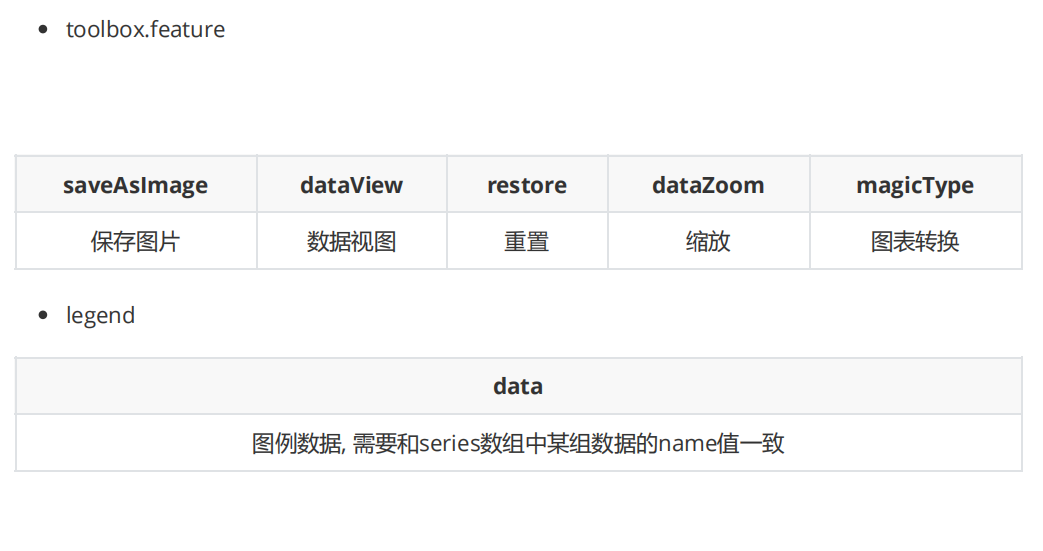 toolbox.feature
saveAsImage dataView restore dataZoom magicType
保存图片 数据视图 重置 缩放 图表转换
legend
data
图例数据, 需要和series数组中某组数据的name值一致